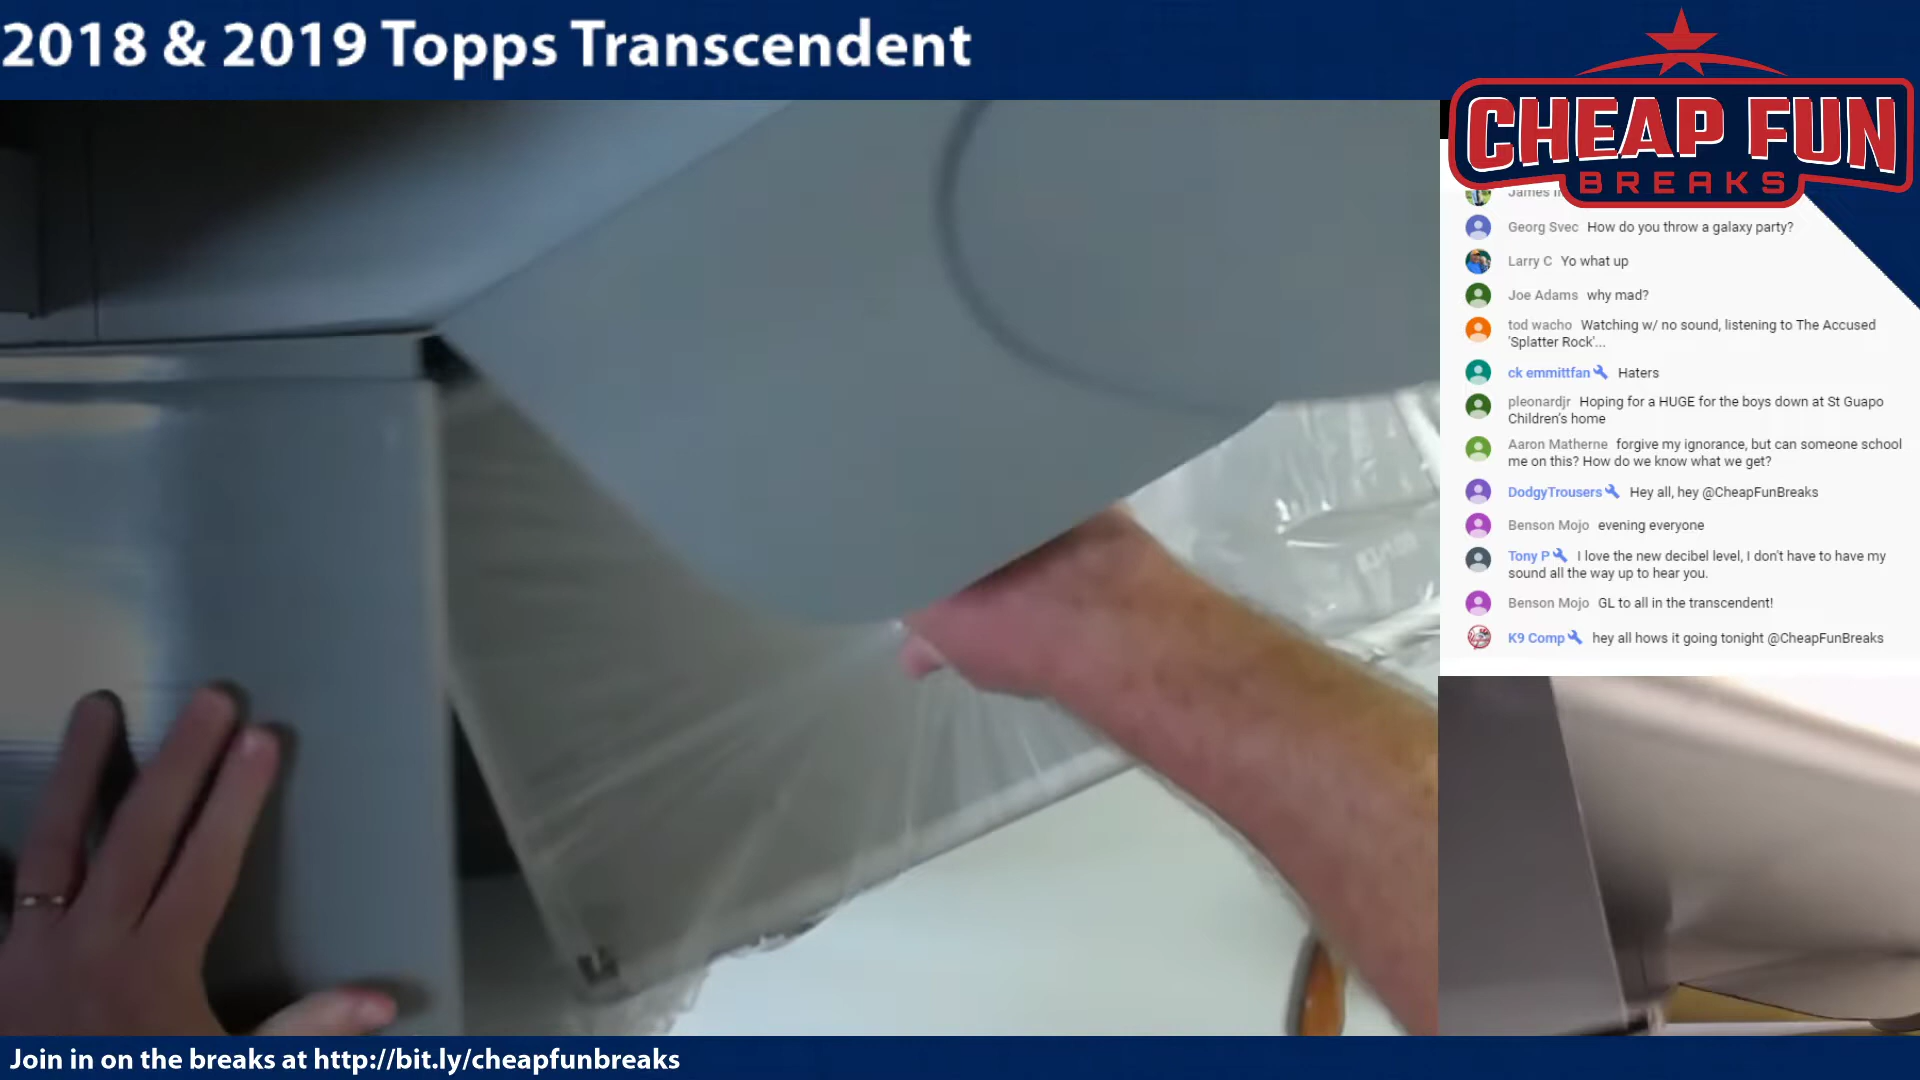 2018 & 2019 Topps Transcendent
CHEAP FUN
BREAKS
James
Georg Svec How do you throw a galaxy party?
Larry C Yo what up
Joe Adams why mad?
tod wacho Watching w/ no sound, listening to The Accused
'Splatter Rock'...
ck emmittfan Haters
pleonardjr Hoping for a HUGE for the boys down at St Guapo
Children's home
Aaron Matherne forgive my ignorance, but can someone school
me on this? How do we know what we get?
DodgyTrousers Hey all, hey @CheapFunBreaks
Benson Mojo evening everyone
Tony P I love the new decibel level, I don't have to have my
sound all the way up to hear you.
Benson Mojo GL to all in the transcendent!
K9 Comp hey all hows it going tonight @CheapFunBreaks
Join in on the breaks at http://bit.ly/cheapfunbreaks